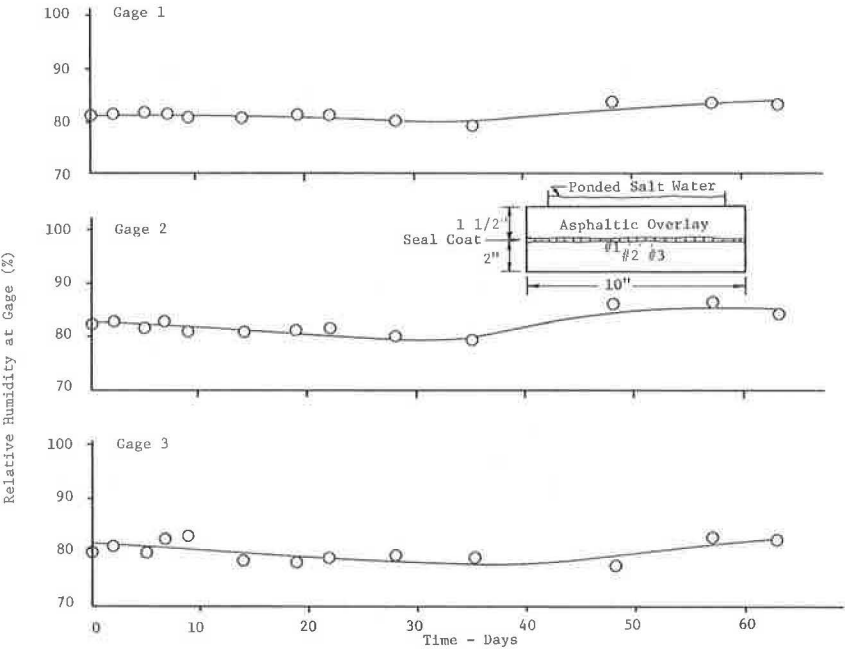 Gage 1
100
90
80
70
Ponded Salt Water
1 1/2"
Asphaltic Overlay
Seal Coat
#1 #2 #3
2"
10"
Gage 2
100
90
80
70
Relative Humidity at Gage (%)
Gage 3
100
90
80
70
0 10 20 30 40 50 60
Time - Days